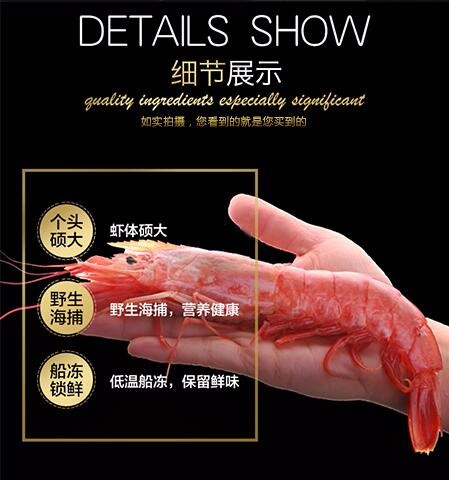 DETAILS SHOW
细节展示
quality ingredients especially significant
如实拍摄，您看到的就是您买到的
个头
硕大
虾体硕大
野生
海捕
野生海捕，营养健康
船冻
锁鲜
低温船冻，保留鲜味